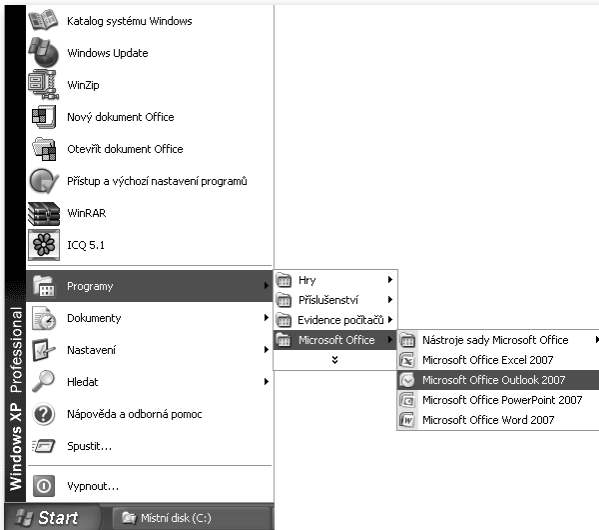 Katalog systému Windows
Windows Update
WinZip
Nový dokument Office
Otevřít dokument Office
Přístup a výchozí nastavení programů
WinRAR
ICQ 5.1
Programy
Dokumenty
Nastavení
Hledat
Nápověda a odborná pomoc
Spustit...
Vypnout...
Windows XP Professional
Hry
Příslušenství
Evidence počítačů
Microsoft Office
Nástroje sady Microsoft Office
Microsoft Office Excel 2007
Microsoft Office Outlook 2007
Microsoft Office PowerPoint 2007
Microsoft Office Word 2007
Start
Místní disk (C:)